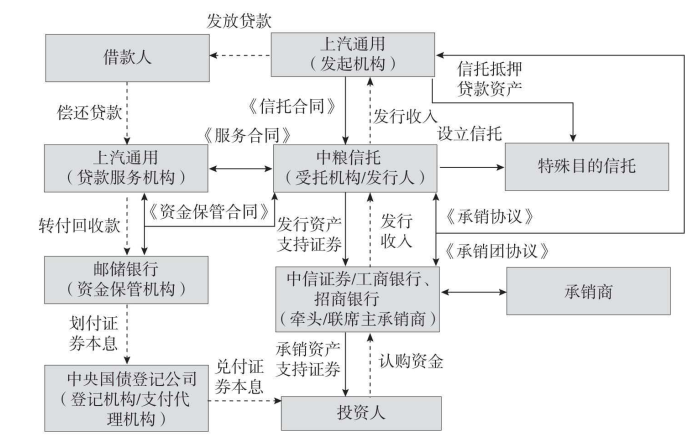 发放贷款
借款人
上汽通用
（发起机构）
信托抵押
贷款资产
偿还贷款
《信托合同》
发行收入
《服务合同》
设立信托
上汽通用
（贷款服务机构）
中粮信托
（受托机构/发行人）
特殊目的信托
转付回收款
《资金保管合同》
发行资产
支持证券
发行
收入
《承销协议》
《承销团协议》
邮储银行
（资金保管机构）
中信证券/工商银行、
招商银行
（牵头/联席主承销商）
承销商
划付证
券本息
承销资产
支持证券
认购资金
中央国债登记公司
（登记机构/支付代
理机构）
兑付证
券本息
投资人